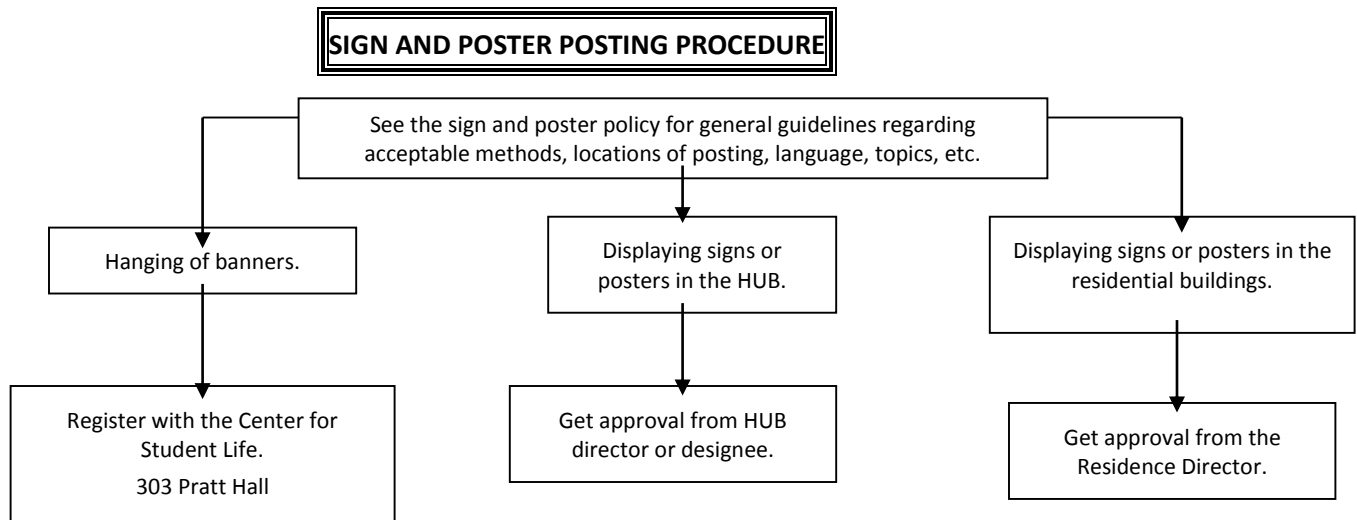 SIGN AND POSTER POSTING PROCEDURE
See the sign and poster policy for general guidelines regarding
acceptable methods, locations of posting, language, topics, etc.
Hanging of banners.
Displaying signs or
posters in the HUB.
Displaying signs or posters in the
residential buildings.
Register with the Center for
Student Life.
303 Pratt Hall
Get approval from HUB
director or designee.
Get approval from the
Residence Director.